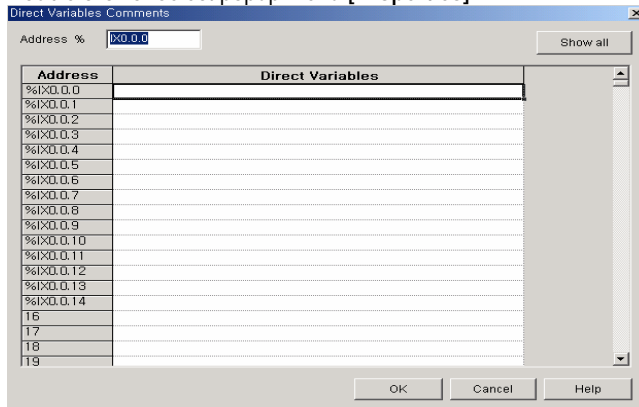 Direct Variables Comments
Address % IX0.0.0 Show all
Address Direct Variables
%IX0.0.0
%IX0.0.1
%IX0.0.2
%IX0.0.3
%IX0.0.4
%IX0.0.5
%IX0.0.6
%IX0.0.7
%IX0.0.8
%IX0.0.9
%IX0.0.10
%IX0.0.11
%IX0.0.12
%IX0.0.13
%IX0.0.14
16
17
18
19
OK Cancel Help